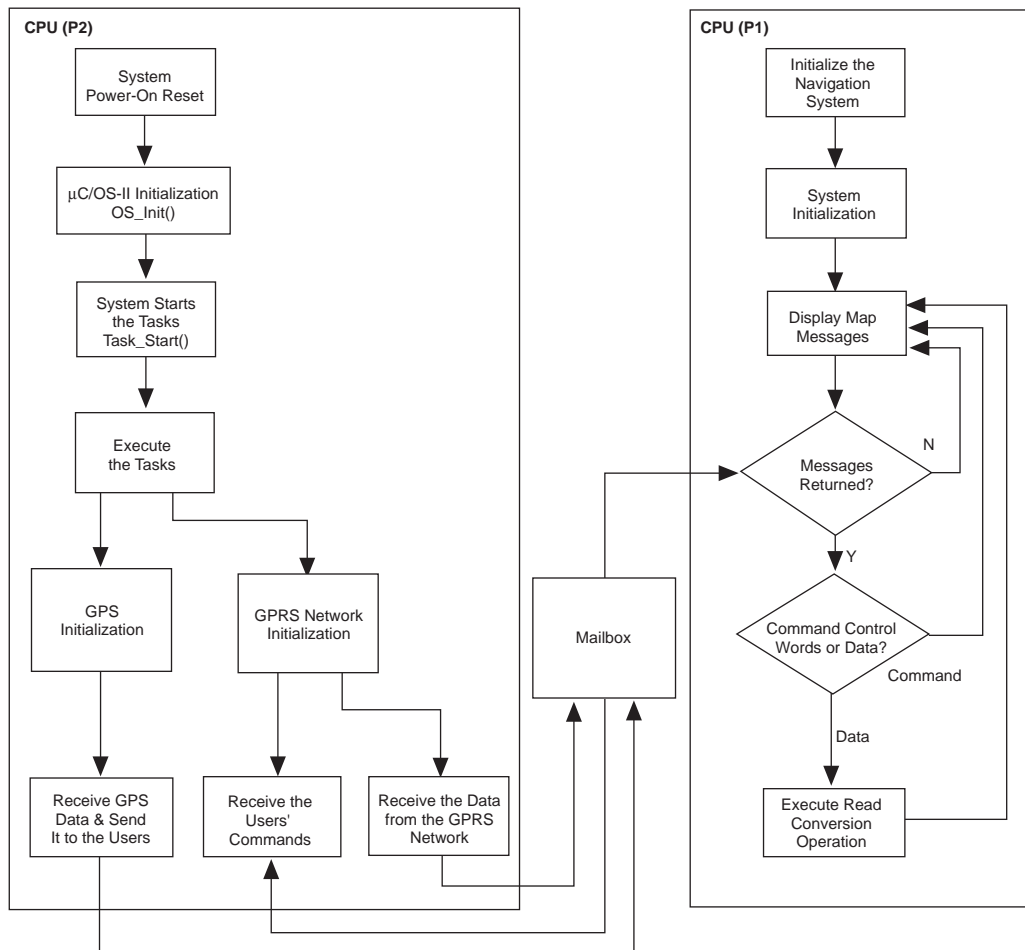 CPU (P2)
System
Power-On Reset
µC/OS-II Initialization
OS_Init()
System Starts
the Tasks
Task_Start()
Execute
the Tasks
GPS
Initialization
GPRS Network
Initialization
Receive GPS
Data & Send
It to the Users
Receive the
Users'
Commands
Receive the Data
from the GPRS
Network
Mailbox
CPU (P1)
Initialize the
Navigation
System
System
Initialization
Display Map
Messages
Messages
Returned?
N
Y
Command Control
Words or Data?
Command
Data
Execute Read
Conversion
Operation